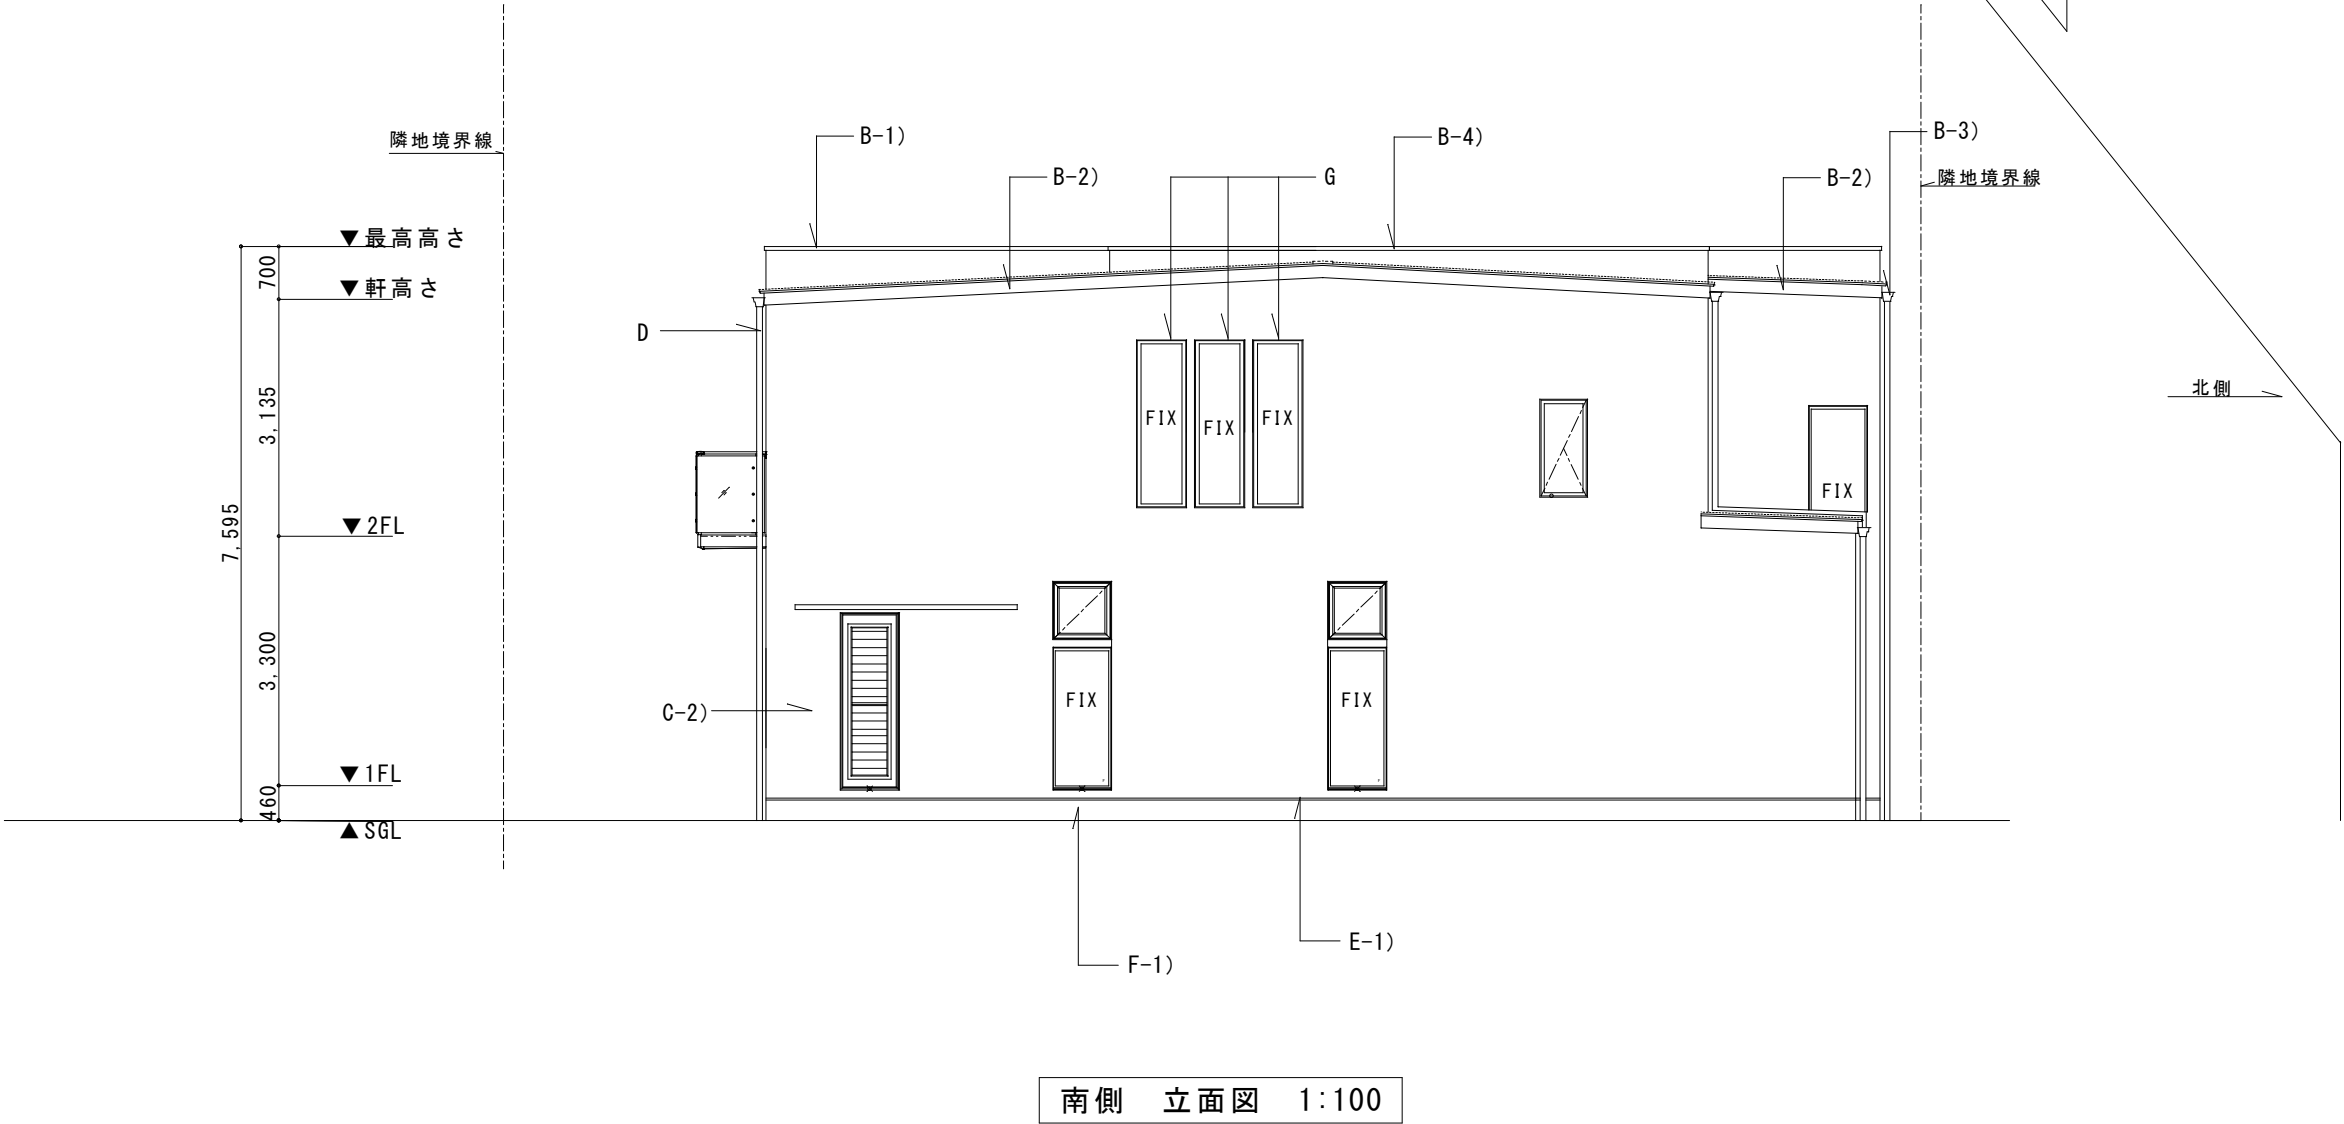 B-3)
B-1)
B-4)
隣地境界線
B-2)
G
B-2)
隣地境界線
▼最高高さ
700
▼軒高さ
D
北側
3,135
FIX
FIX
FIX
FIX
7,595
▼2FL
3,300
FIX
FIX
C-2)
▼1FL
460
▲SGL
E-1)
F-1)
南側　立面図　1:100